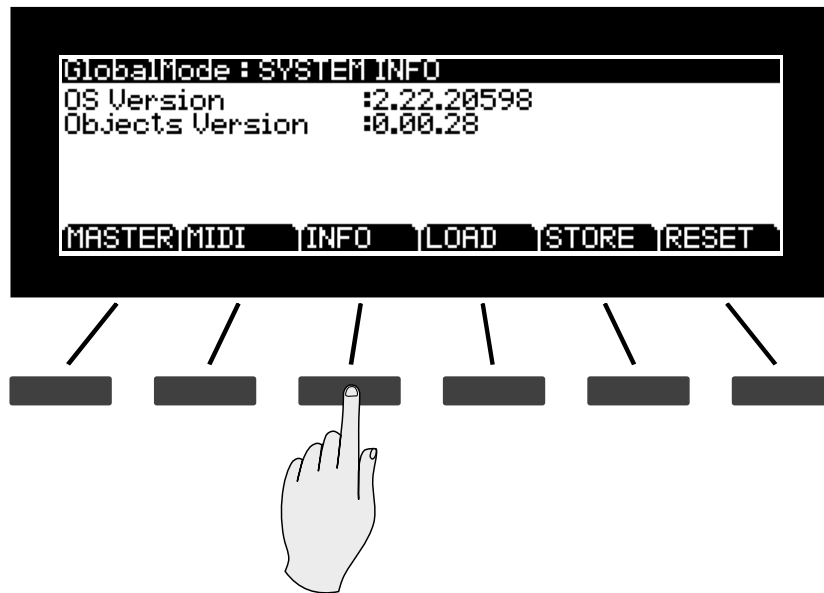 GlobalMode : SYSTEM INFO
OS Version :2.22.20598
Objects Version :0.00.28
MASTER MIDI INFO LOAD STORE RESET